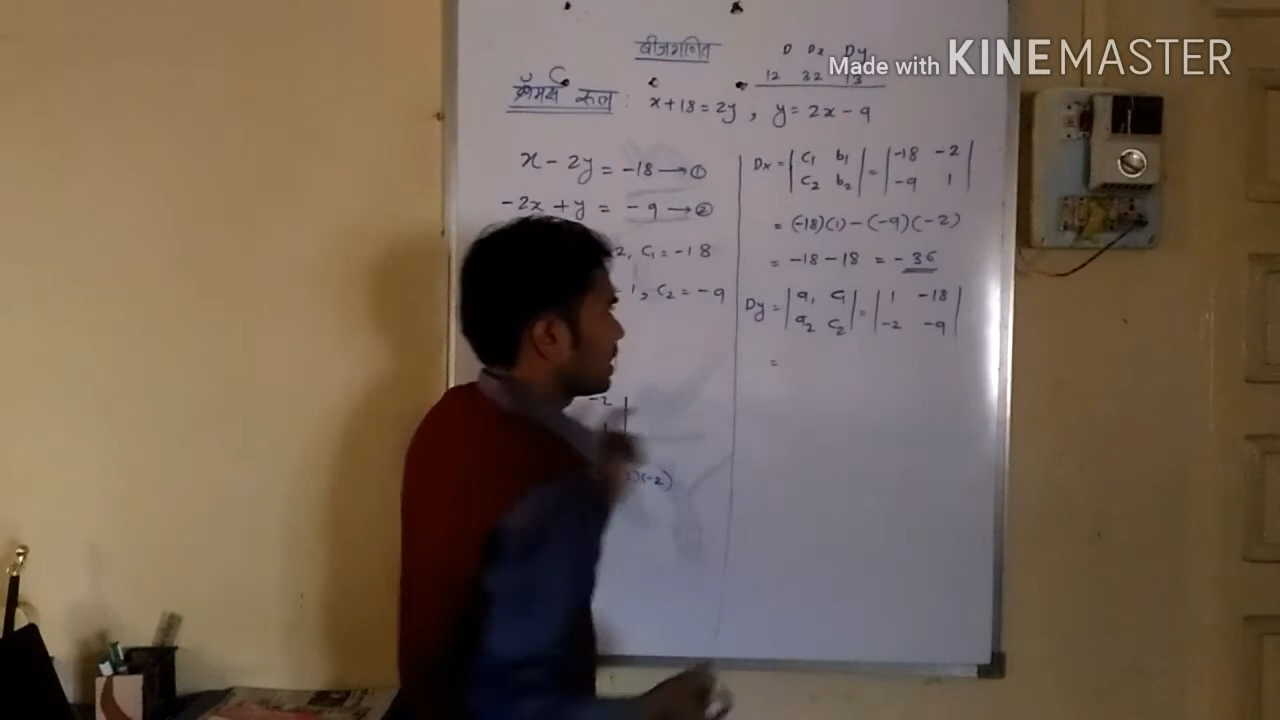 Made with KINEMASTER
बीजगणित
D Dx Dy
12 32 13
क्रॅमर्स रूल : x + 18 = 2y ; y = 2x - 9
x - 2y = -18 → ①
-2x + y = -9 → ②
2, c₁ = -18
1, c₂ = -9
-2
)(-2)
Dx = | c₁ b₁ | = | -18 -2 |
| c₂ b₂ | | -9 1 |
= (-18)(1) - (-9)(-2)
= -18 - 18 = -36
Dy = | a₁ c₁ | = | 1 -18 |
| a₂ c₂ | | -2 -9 |
=